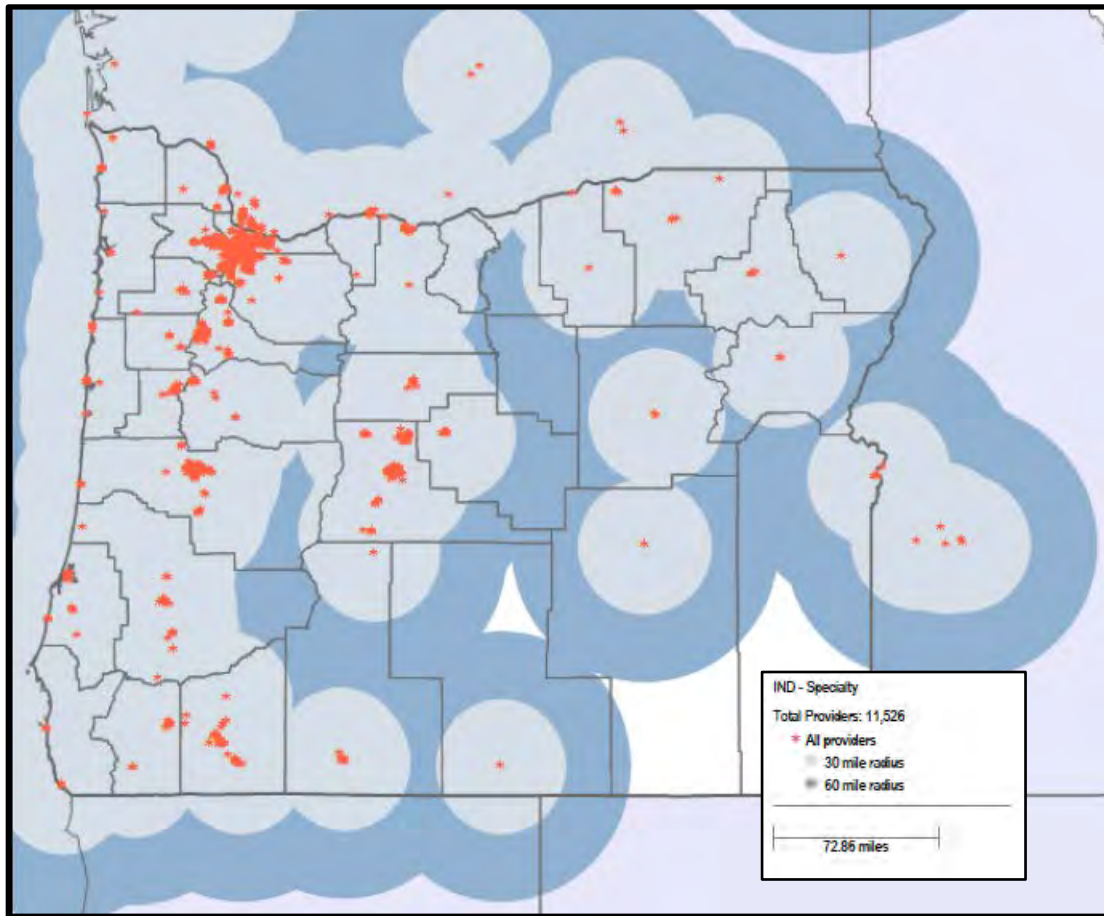 IND - Specialty
Total Providers: 11,526
All providers
30 mile radius
60 mile radius
72.86 miles